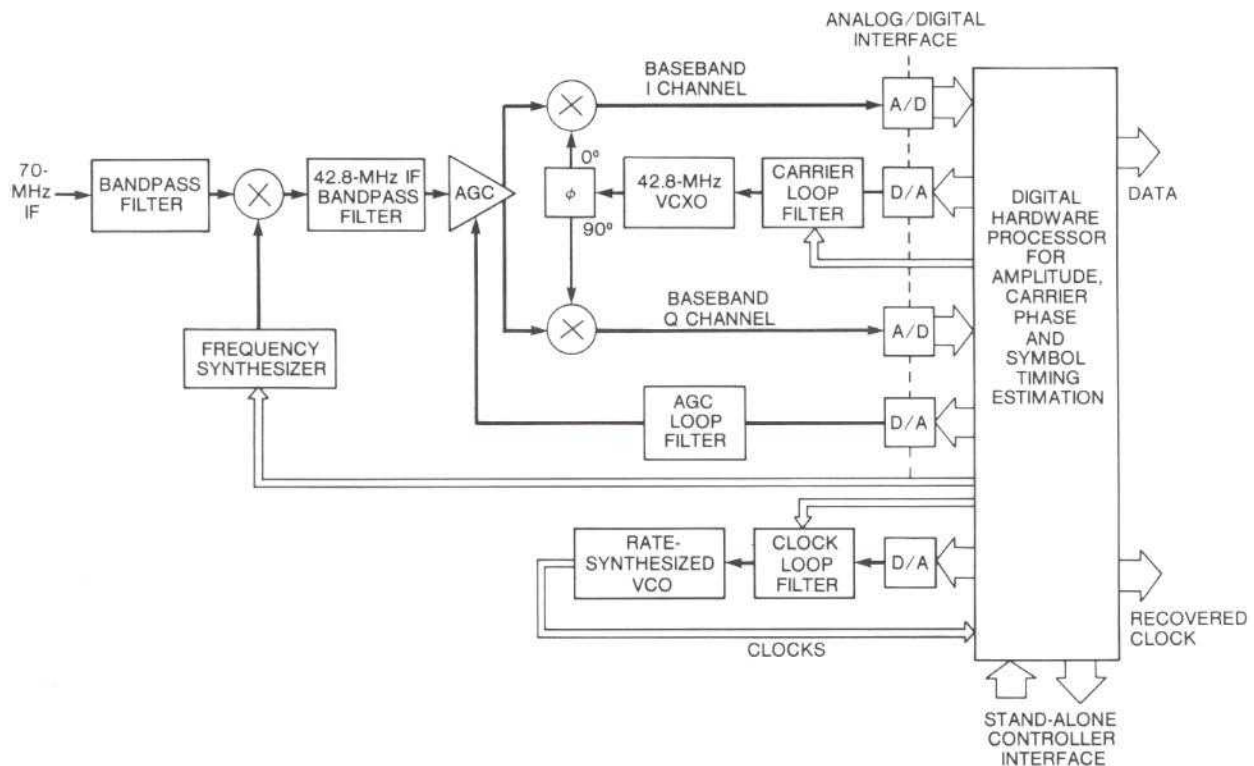 ANALOG/DIGITAL
INTERFACE
BASEBAND
I CHANNEL
A/D
70-
MHz
IF
BANDPASS
FILTER
42.8-MHz IF
BANDPASS
FILTER
AGC
0°
ϕ
90°
42.8-MHz
VCXO
CARRIER
LOOP
FILTER
D/A
DIGITAL
HARDWARE
PROCESSOR
FOR
AMPLITUDE,
CARRIER
PHASE
AND
SYMBOL
TIMING
ESTIMATION
DATA
BASEBAND
Q CHANNEL
A/D
FREQUENCY
SYNTHESIZER
AGC
LOOP
FILTER
D/A
RATE-
SYNTHESIZED
VCO
CLOCK
LOOP
FILTER
D/A
CLOCKS
RECOVERED
CLOCK
STAND-ALONE
CONTROLLER
INTERFACE